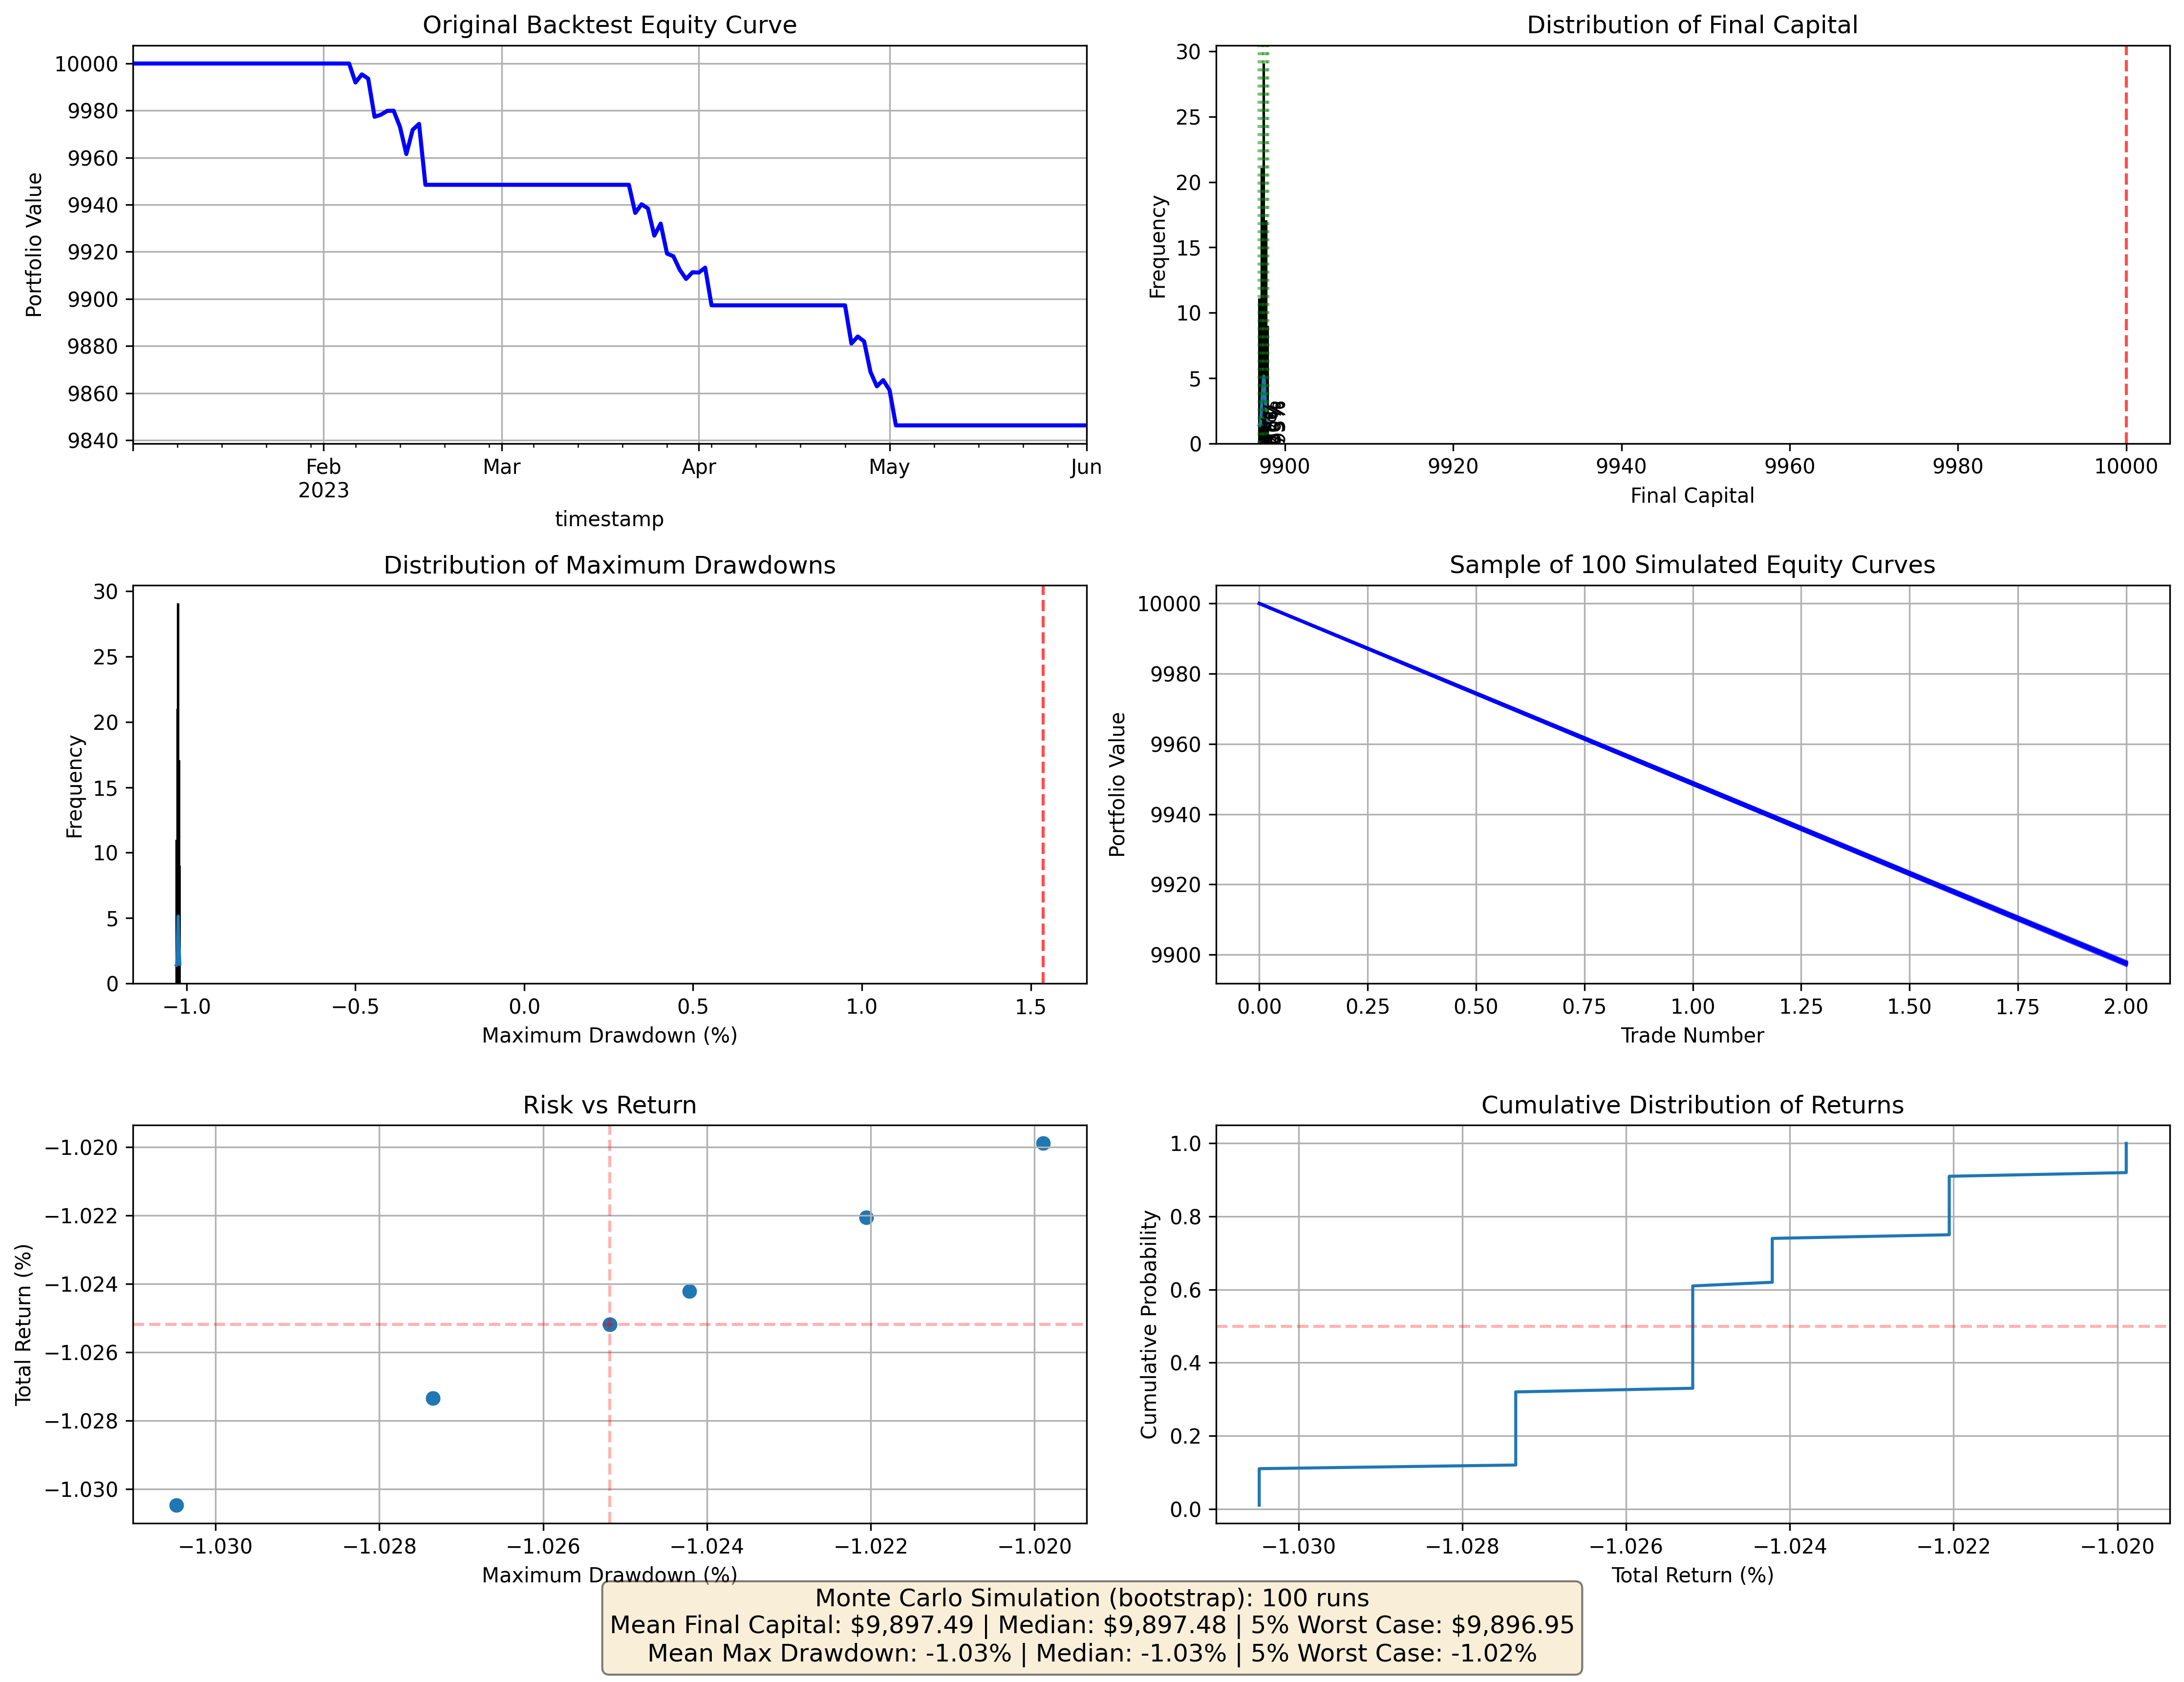 Original Backtest Equity Curve
Portfolio Value
10000
9980
9960
9940
9920
9900
9880
9860
9840
Feb
2023
Mar
Apr
May
Jun
timestamp
Distribution of Final Capital
Frequency
30
25
20
15
10
5
0
9900
9920
9940
9960
9980
10000
Final Capital
Distribution of Maximum Drawdowns
Frequency
30
25
20
15
10
5
0
−1.0
−0.5
0.0
0.5
1.0
1.5
Maximum Drawdown (%)
Sample of 100 Simulated Equity Curves
Portfolio Value
10000
9980
9960
9940
9920
9900
0.00
0.25
0.50
0.75
1.00
1.25
1.50
1.75
2.00
Trade Number
Risk vs Return
Total Return (%)
−1.020
−1.022
−1.024
−1.026
−1.028
−1.030
−1.030
−1.028
−1.026
−1.024
−1.022
−1.020
Maximum Drawdown (%)
Cumulative Distribution of Returns
Cumulative Probability
1.0
0.8
0.6
0.4
0.2
0.0
−1.030
−1.028
−1.026
−1.024
−1.022
−1.020
Total Return (%)
Monte Carlo Simulation (bootstrap): 100 runs
Mean Final Capital: $9,897.49 | Median: $9,897.48 | 5% Worst Case: $9,896.95
Mean Max Drawdown: -1.03% | Median: -1.03% | 5% Worst Case: -1.02%